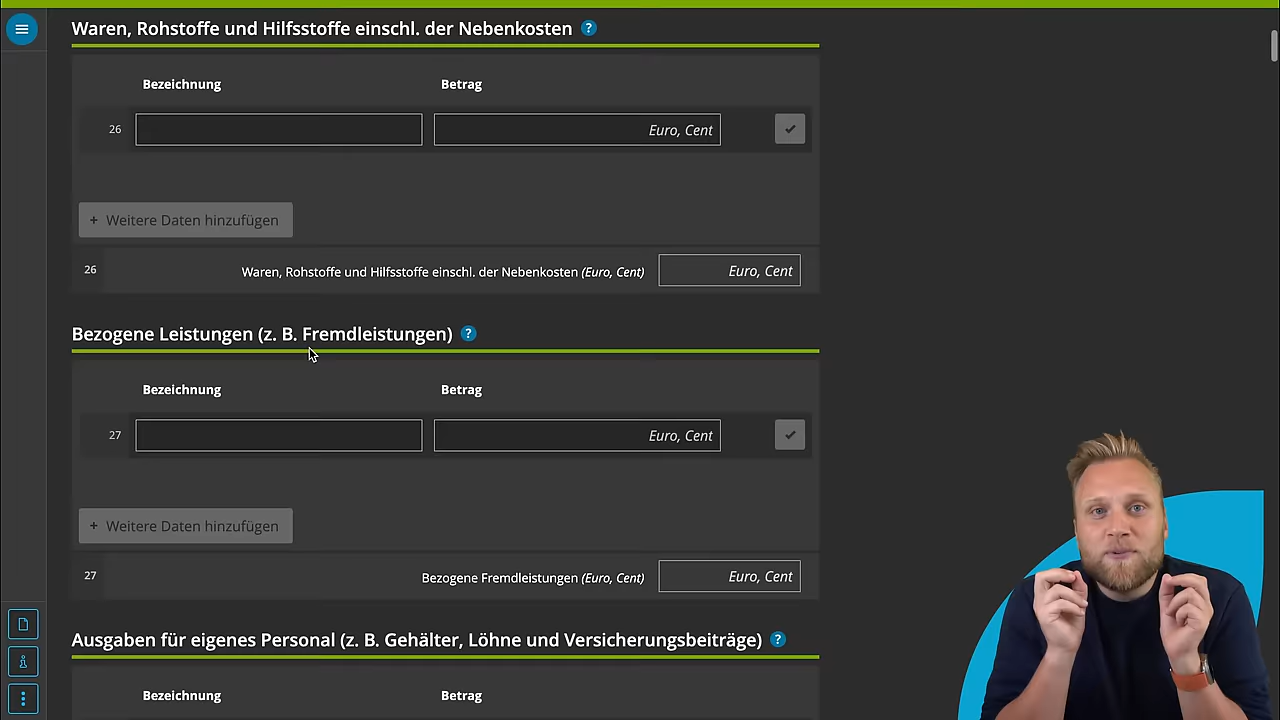 Waren, Rohstoffe und Hilfsstoffe einschl. der Nebenkosten ?
Bezeichnung Betrag
26 Euro, Cent
+ Weitere Daten hinzufügen
26 Waren, Rohstoffe und Hilfsstoffe einschl. der Nebenkosten (Euro, Cent) Euro, Cent
Bezogene Leistungen (z. B. Fremdleistungen) ?
Bezeichnung Betrag
27 Euro, Cent
+ Weitere Daten hinzufügen
27 Bezogene Fremdleistungen (Euro, Cent) Euro, Cent
Ausgaben für eigenes Personal (z. B. Gehälter, Löhne und Versicherungsbeiträge) ?
Bezeichnung Betrag